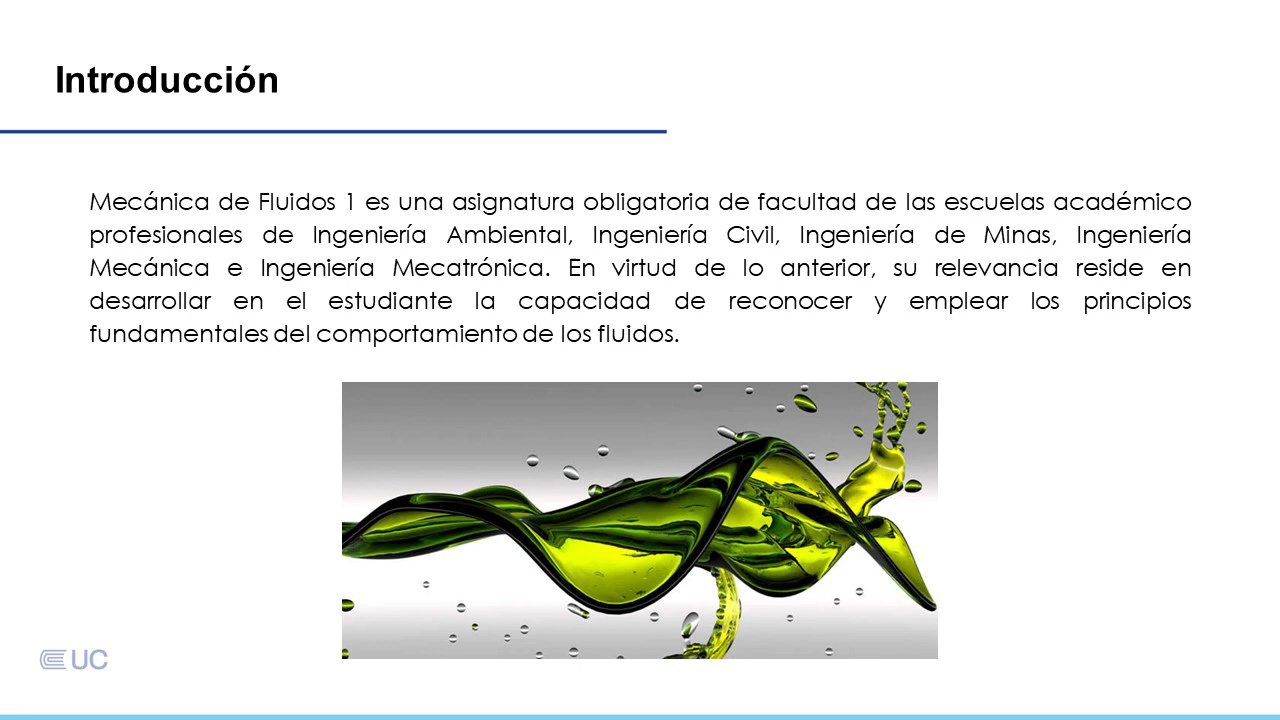 Introducción
Mecánica de Fluidos 1 es una asignatura obligatoria de facultad de las escuelas académico
profesionales de Ingeniería Ambiental, Ingeniería Civil, Ingeniería de Minas, Ingeniería
Mecánica e Ingeniería Mecatrónica. En virtud de lo anterior, su relevancia reside en
desarrollar en el estudiante la capacidad de reconocer y emplear los principios
fundamentales del comportamiento de los fluidos.
UC